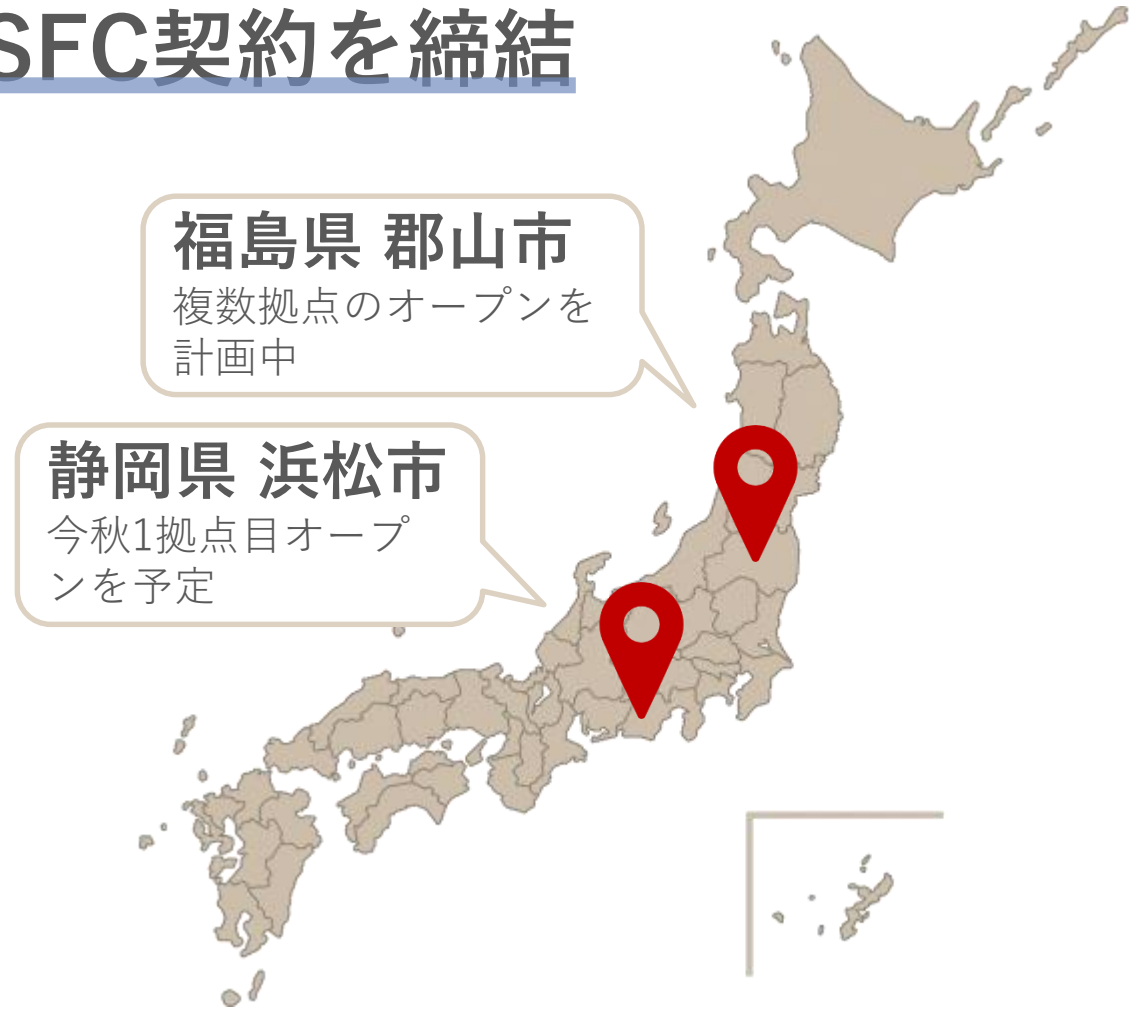 SFC契約を締結
福島県 郡山市
複数拠点のオープンを
計画中
静岡県 浜松市
今秋1拠点目オープ
ンを予定